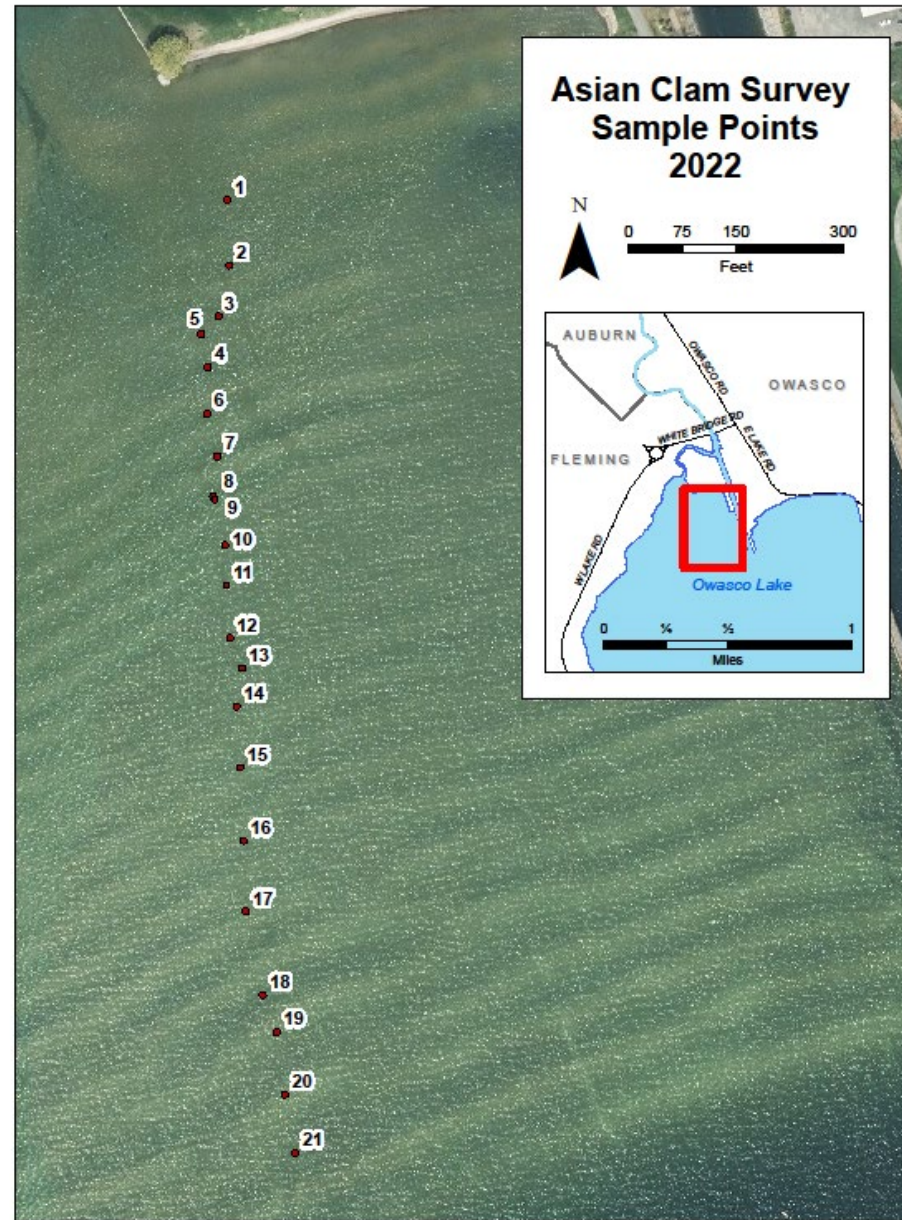 Asian Clam Survey
Sample Points
2022
N
0 75 150 300
Feet
AUBURN
OWASCO RD
OWASCO
WHITE BRIDGE RD
E LAKE RD
FLEMING
W LAKE RD
Owasco Lake
0 ¼ ½ 1
Miles
1
2
3
5
4
6
7
8
9
10
11
12
13
14
15
16
17
18
19
20
21